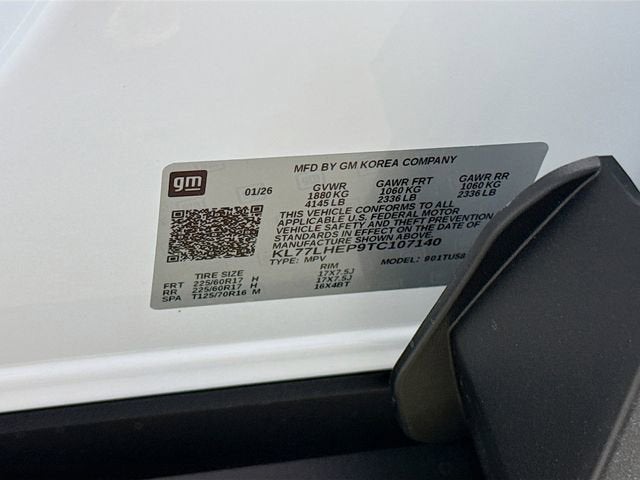 gm
MFD BY GM KOREA COMPANY
01/26 GVWR GAWR FRT GAWR RR
1880 KG 1060 KG 1060 KG
4145 LB 2336 LB 2336 LB
THIS VEHICLE CONFORMS TO ALL
APPLICABLE U.S. FEDERAL MOTOR
VEHICLE SAFETY AND THEFT PREVENTION
STANDARDS IN EFFECT ON THE DATE OF
MANUFACTURE SHOWN ABOVE.
KL77LHEP9TC107140
TYPE: MPV MODEL: 901TU58
TIRE SIZE RIM
FRT 225/60R17 H 17X7.5J
RR 225/60R17 H 17X7.5J
SPA T125/70R16 M 16X4BT